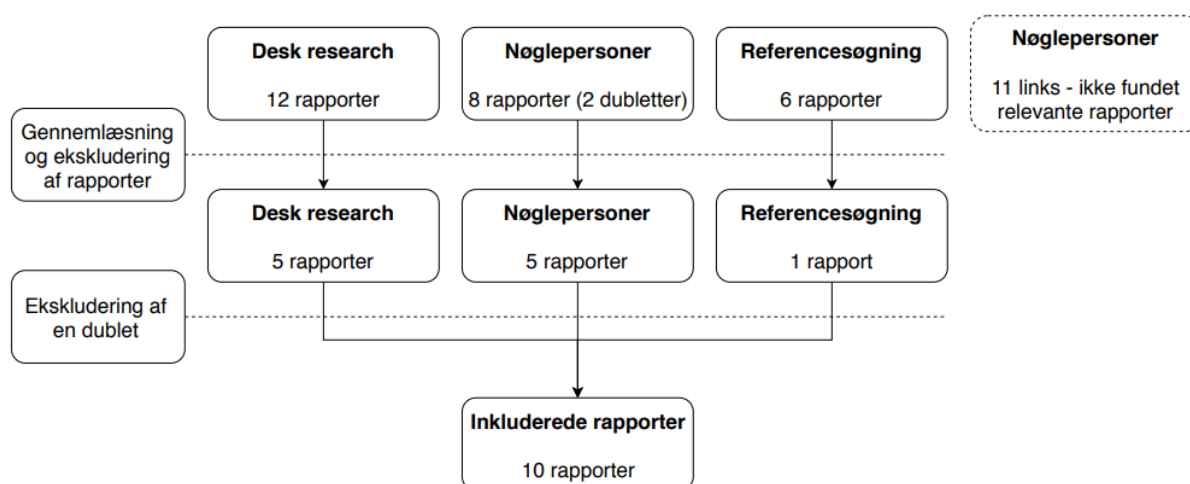 Desk research
12 rapporter
Nøglepersoner
8 rapporter (2 dubletter)
Referencesøgning
6 rapporter
Nøglepersoner
11 links - ikke fundet
relevante rapporter
Gennemlæsning
og ekskludering
af rapporter
Desk research
5 rapporter
Nøglepersoner
5 rapporter
Referencesøgning
1 rapport
Ekskludering af
en dublet
Inkluderede rapporter
10 rapporter